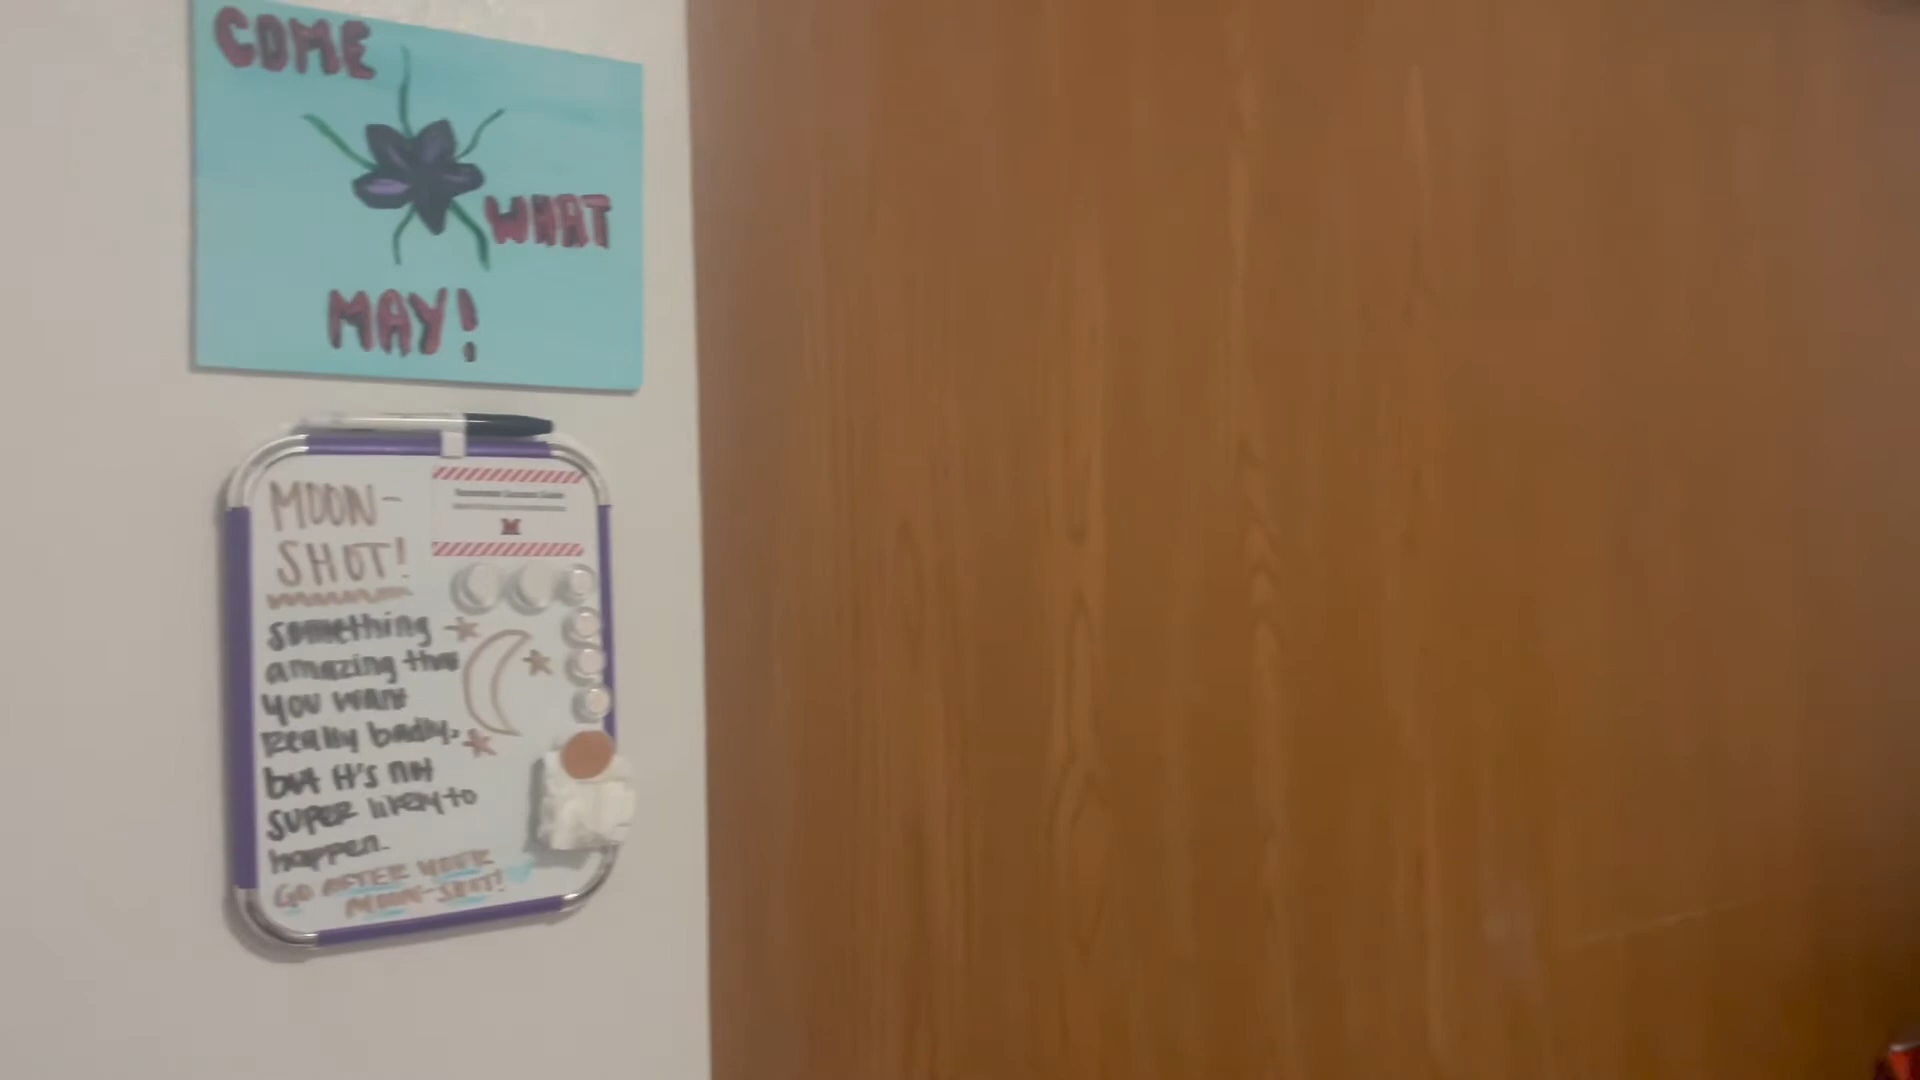 COME
WHAT
MAY!
MOON-
SHOT!
something
amazing that
you want
really badly,
but it's not
super likely to
happen.
GO AFTER YOUR
MOON-SHOT!
M